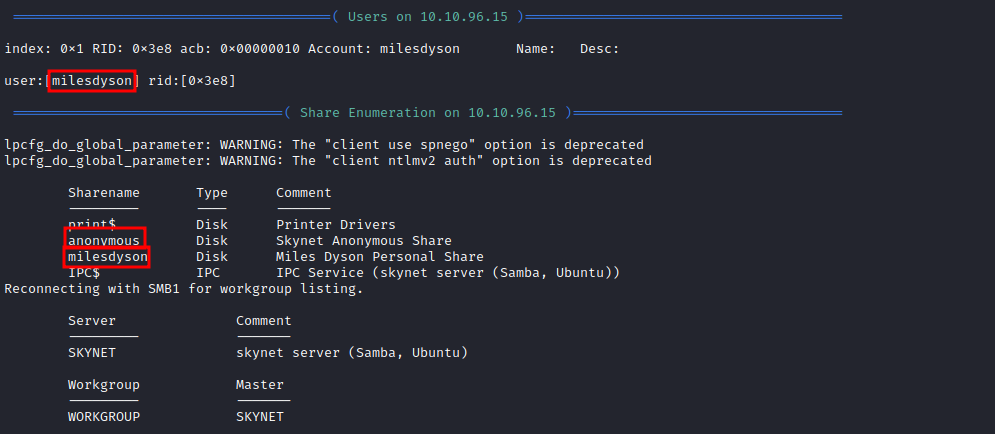 ( Users on 10.10.96.15 )
index: 0×1 RID: 0×3e8 acb: 0×00000010 Account: milesdyson Name: Desc:
user:[milesdyson] rid:[0×3e8]
( Share Enumeration on 10.10.96.15 )
lpcfg_do_global_parameter: WARNING: The "client use spnego" option is deprecated
lpcfg_do_global_parameter: WARNING: The "client ntlmv2 auth" option is deprecated
Sharename Type Comment
print$ Disk Printer Drivers
anonymous Disk Skynet Anonymous Share
milesdyson Disk Miles Dyson Personal Share
IPC$ IPC IPC Service (skynet server (Samba, Ubuntu))
Reconnecting with SMB1 for workgroup listing.
Server Comment
SKYNET skynet server (Samba, Ubuntu)
Workgroup Master
WORKGROUP SKYNET